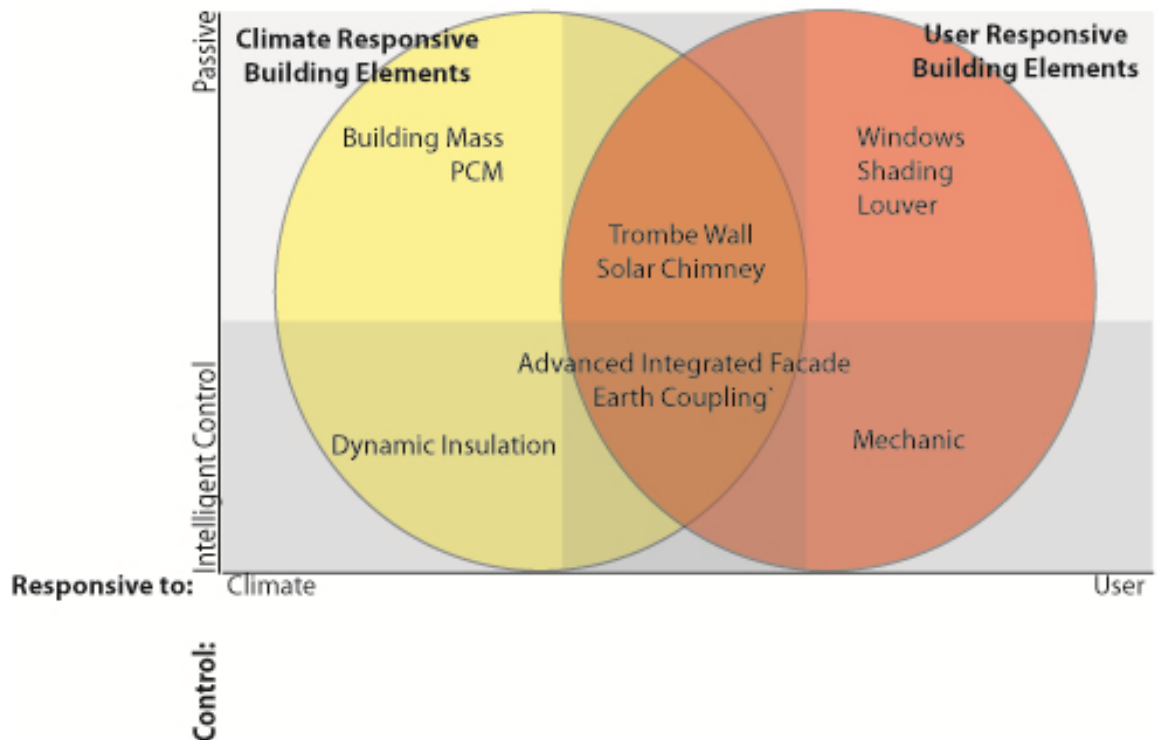 Passive
Climate Responsive
Building Elements
User Responsive
Building Elements
Building Mass
PCM
Windows
Shading
Louver
Trombe Wall
Solar Chimney
Intelligent Control
Advanced Integrated Facade
Earth Coupling*
Dynamic Insulation
Mechanic
Responsive to:
Climate
User
Control: